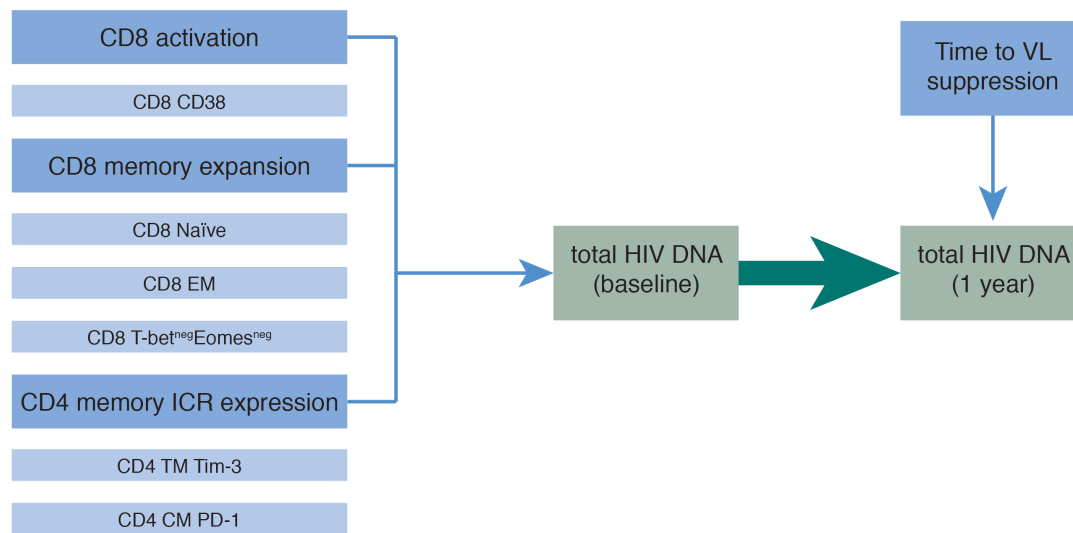 CD8 activation
CD8 CD38
CD8 memory expansion
CD8 Naïve
CD8 EM
CD8 T-betⁿᵉᵍEomesⁿᵉᵍ
CD4 memory ICR expression
CD4 TM Tim-3
CD4 CM PD-1
total HIV DNA
(baseline)
Time to VL
suppression
total HIV DNA
(1 year)